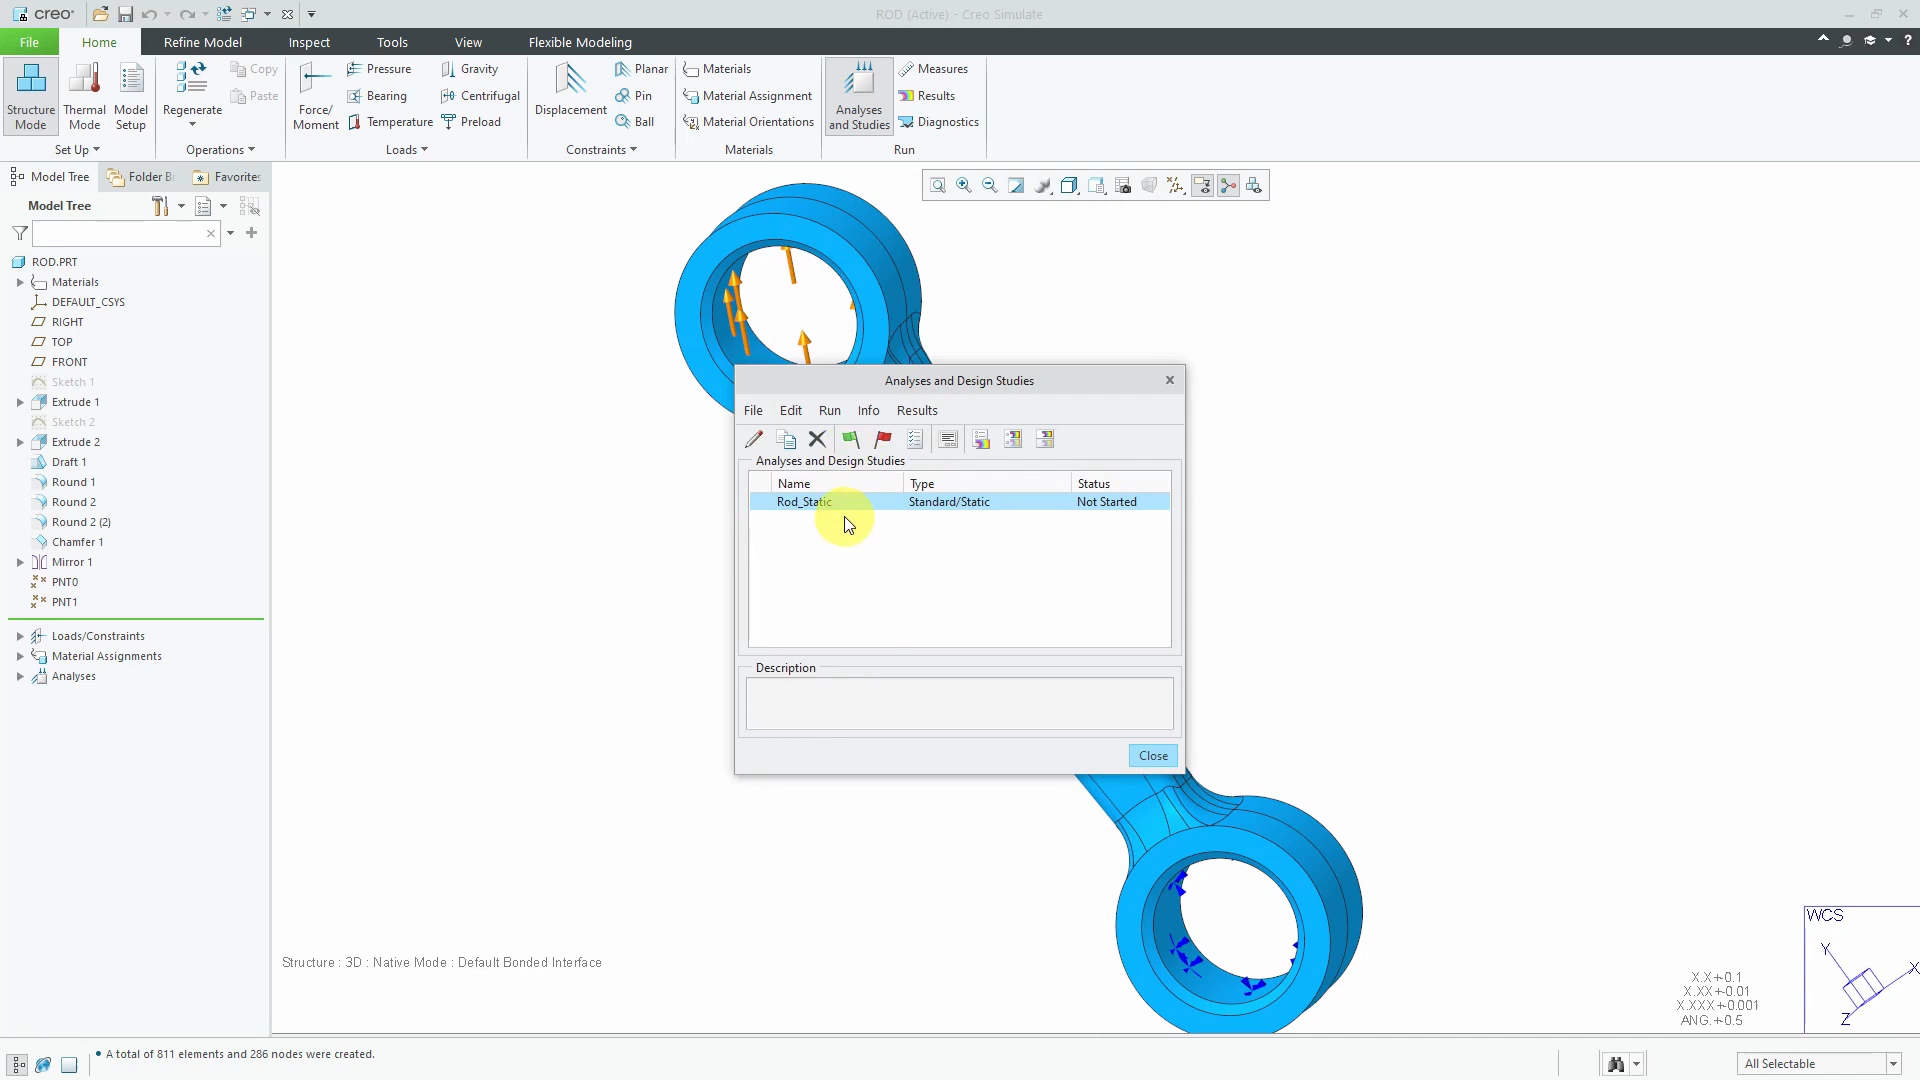 creo°
ROD (Active) - Creo Simulate
File Home Refine Model Inspect Tools View Flexible Modeling
Structure Mode
Thermal Mode
Model Setup
Set Up
Regenerate
Copy
Paste
Operations
Force/ Moment
Pressure
Bearing
Temperature
Gravity
Centrifugal
Preload
Loads
Displacement
Planar
Pin
Ball
Constraints
Materials
Material Assignment
Material Orientations
Materials
Analyses and Studies
Measures
Results
Diagnostics
Run
Model Tree Folder Br Favorites
Model Tree
ROD.PRT
Materials
DEFAULT_CSYS
RIGHT
TOP
FRONT
Sketch 1
Extrude 1
Sketch 2
Extrude 2
Draft 1
Round 1
Round 2
Round 2 (2)
Chamfer 1
Mirror 1
PNT0
PNT1
Loads/Constraints
Material Assignments
Analyses
Analyses and Design Studies
File Edit Run Info Results
Analyses and Design Studies
Name Type Status
Rod_Static Standard/Static Not Started
Description
Close
Structure : 3D : Native Mode : Default Bonded Interface
WCS
Y
X
Z
X.X+-0.1
X.XX+-0.01
X.XXX+-0.001
ANG.+-0.5
• A total of 811 elements and 286 nodes were created.
All Selectable